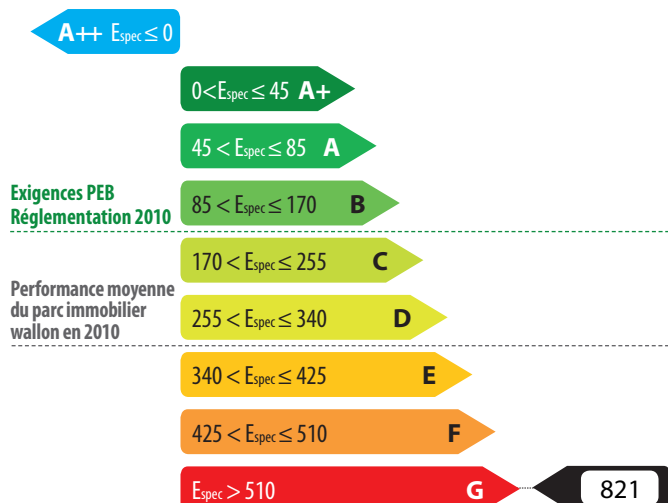 A++ Espec ≤ 0
0<Espec ≤ 45 A+
45 < Espec ≤ 85 A
Exigences PEB
Réglementation 2010
85 < Espec ≤ 170 B
170 < Espec ≤ 255 C
Performance moyenne
du parc immobilier
wallon en 2010
255 < Espec ≤ 340 D
340 < Espec ≤ 425 E
425 < Espec ≤ 510 F
Espec > 510 G 821